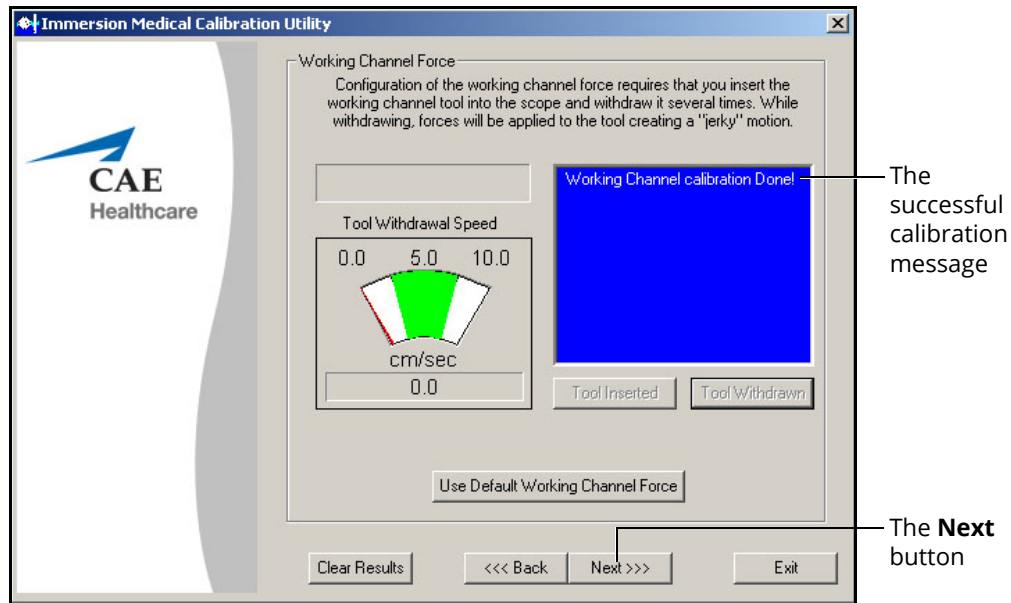 Immersion Medical Calibration Utility
CAE
Healthcare
Working Channel Force
Configuration of the working channel force requires that you insert the
working channel tool into the scope and withdraw it several times. While
withdrawing, forces will be applied to the tool creating a "jerky" motion.
Working Channel calibration Done!
Tool Withdrawal Speed
0.0 5.0 10.0
cm/sec
0.0
Tool Inserted
Tool Withdrawn
Use Default Working Channel Force
Clear Results
<<< Back
Next >>>
Exit
The
successful
calibration
message
The Next
button